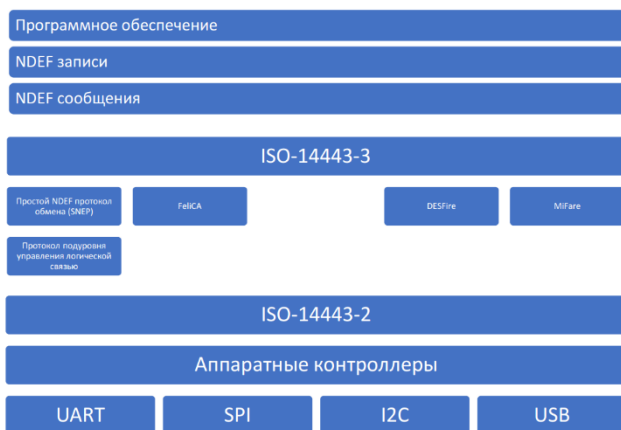 Программное обеспечение
NDEF записи
NDEF сообщения
ISO-14443-3
Простой NDEF протокол
обмена (SNEP)
FeliCA
DESFire
MiFare
Протокол подуровня
управления логической
связью
ISO-14443-2
Аппаратные контроллеры
UART
SPI
I2C
USB